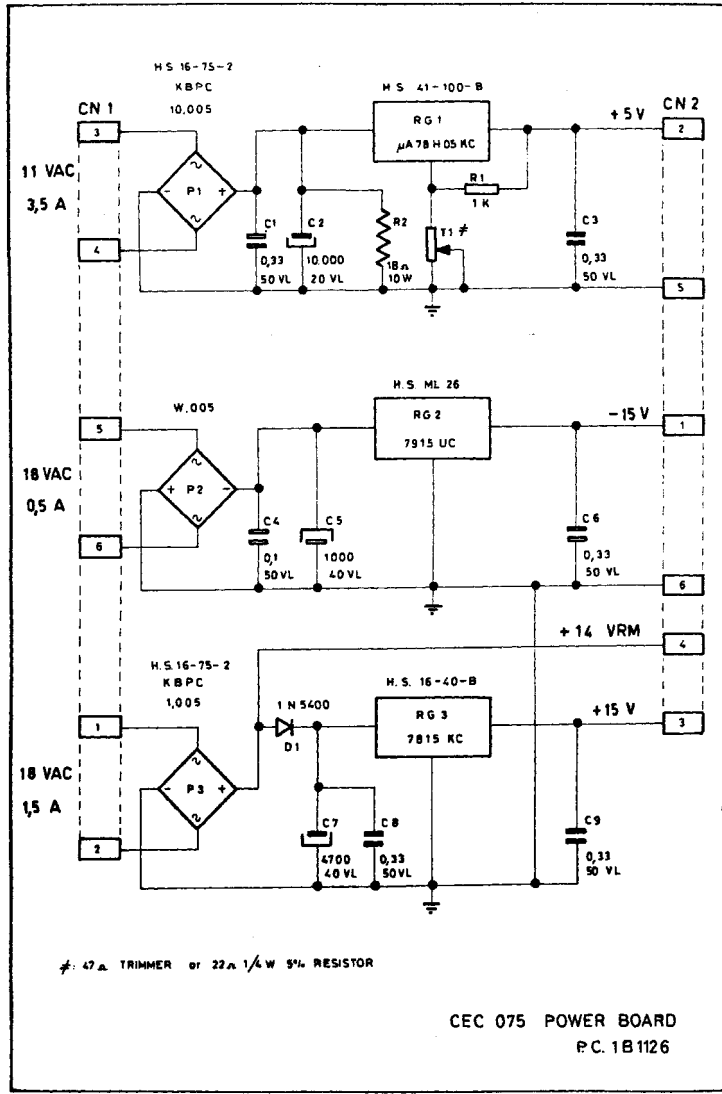 H.S 16-75-2
KBPC
10,005
H.S 41-100-B
CN 1
CN 2
3
RG 1
µA 78 H 05 KC
+ 5 V
2
11 VAC
3,5 A
P1
~
~
-
+
R1
1 K
C1
C2
R2
T1 ≠
C3
4
0,33
50 VL
10,000
20 VL
18Ω
10W
0,33
50 VL
5
H.S. ML 26
W.005
5
RG 2
7915 UC
-15 V
1
18 VAC
0,5 A
P2
~
~
+
-
C4
C5
C6
6
0,1
50VL
1000
40 VL
0,33
50 VL
6
+ 14 VRM
4
H.S. 16-75-2
KBPC
1,005
H.S. 16-40-B
1
1 N 5400
D1
RG 3
7815 KC
+15 V
3
18 VAC
1,5 A
P3
~
~
-
+
C7
C8
C9
2
4700
40 VL
0,33
50VL
0,33
50 VL
≠: 47Ω TRIMMER or 22Ω 1/4 W 5% RESISTOR
CEC 075 POWER BOARD
P.C. 1B1126